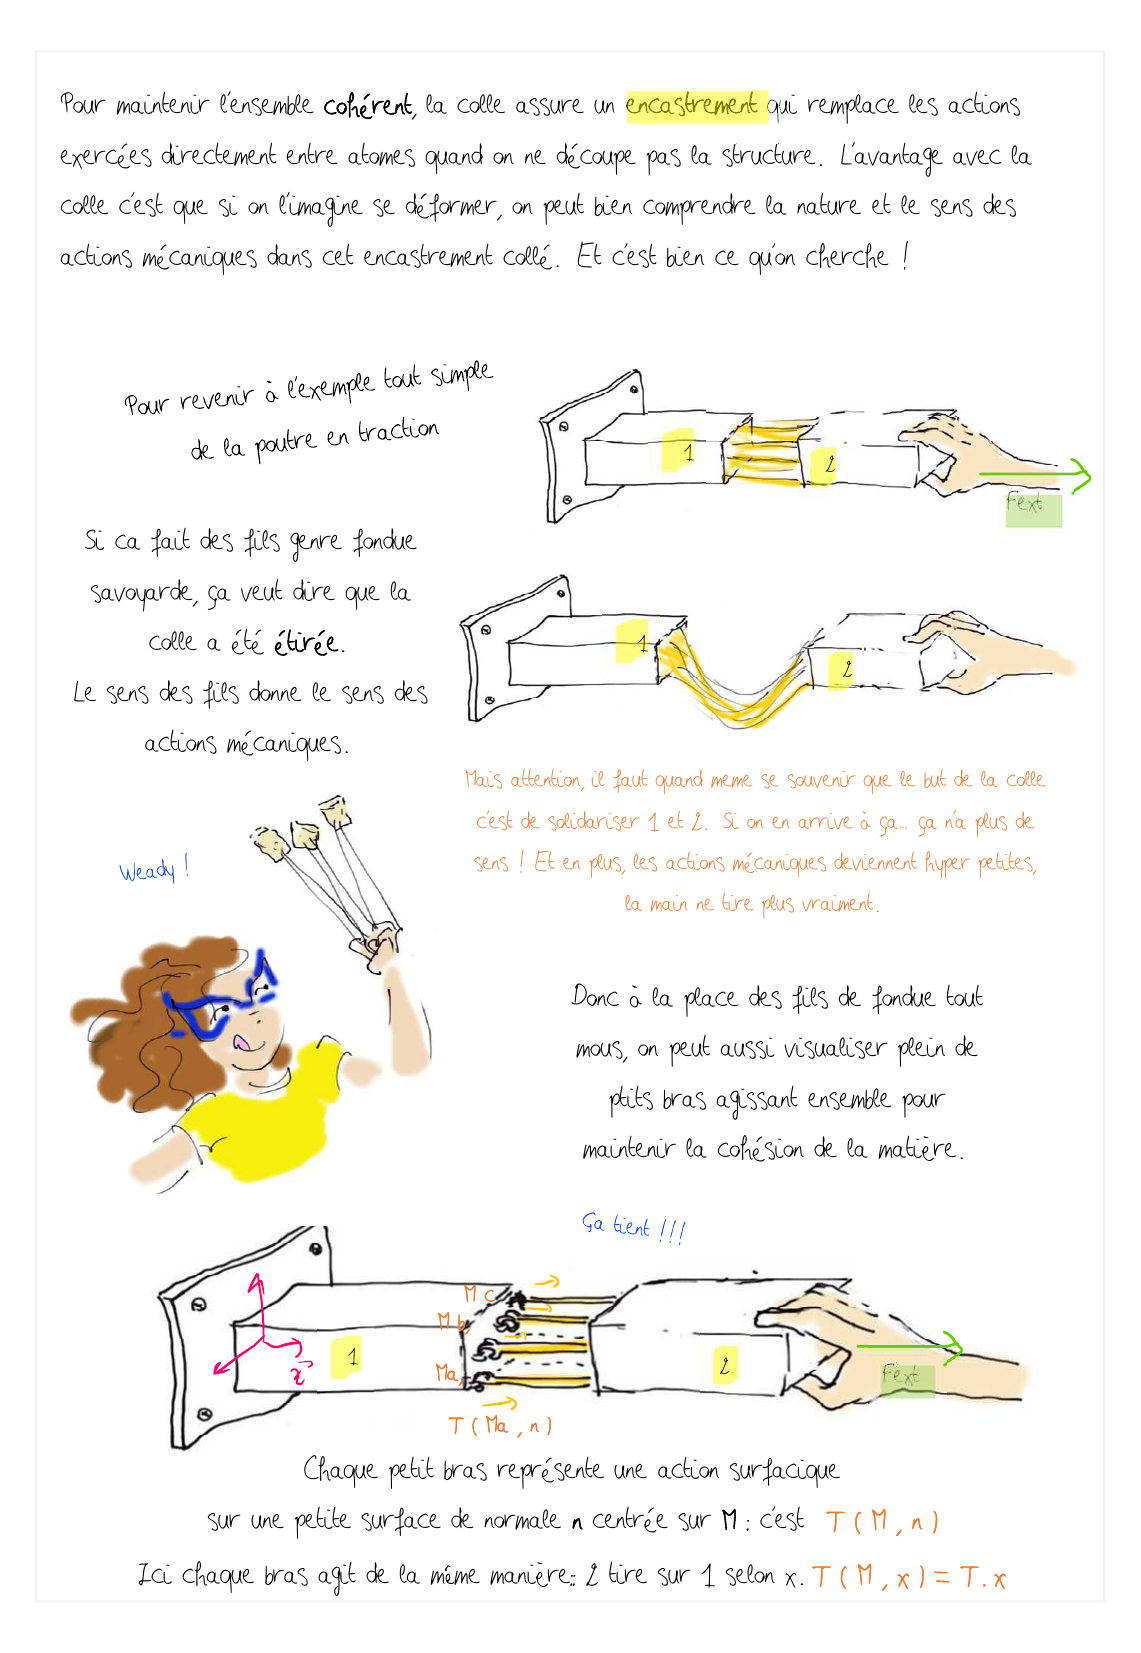 Pour maintenir l'ensemble cohérent, la colle assure un encastrement qui remplace les actions
exercées directement entre atomes quand on ne découpe pas la structure. L'avantage avec la
colle c'est que si on l'imagine se déformer, on peut bien comprendre la nature et le sens des
actions mécaniques dans cet encastrement collé. Et c'est bien ce qu'on cherche !
Pour revenir à l'exemple tout simple
de la poutre en traction
1
2
Fext
Si ca fait des fils genre fondue
savoyarde, ça veut dire que la
colle a été étirée.
Le sens des fils donne le sens des
actions mécaniques.
1
2
Mais attention, il faut quand meme se souvenir que le but de la colle
c'est de solidariser 1 et 2. Si on en arrive à ça... ça n'a plus de
sens ! Et en plus, les actions mécaniques deviennent hyper petites,
la main ne tire plus vraiment.
Weady !
Donc à la place des fils de fondue tout
mous, on peut aussi visualiser plein de
ptits bras agissant ensemble pour
maintenir la cohésion de la matière.
Ça tient !!!
Mc
Mb,
Ma,
1
2
x
Fext
T(Ma, n)
Chaque petit bras représente une action surfacique
sur une petite surface de normale n centrée sur M : c'est T(M, n)
Ici chaque bras agit de la même manière:: 2 tire sur 1 selon x. T(M, x) = T.x